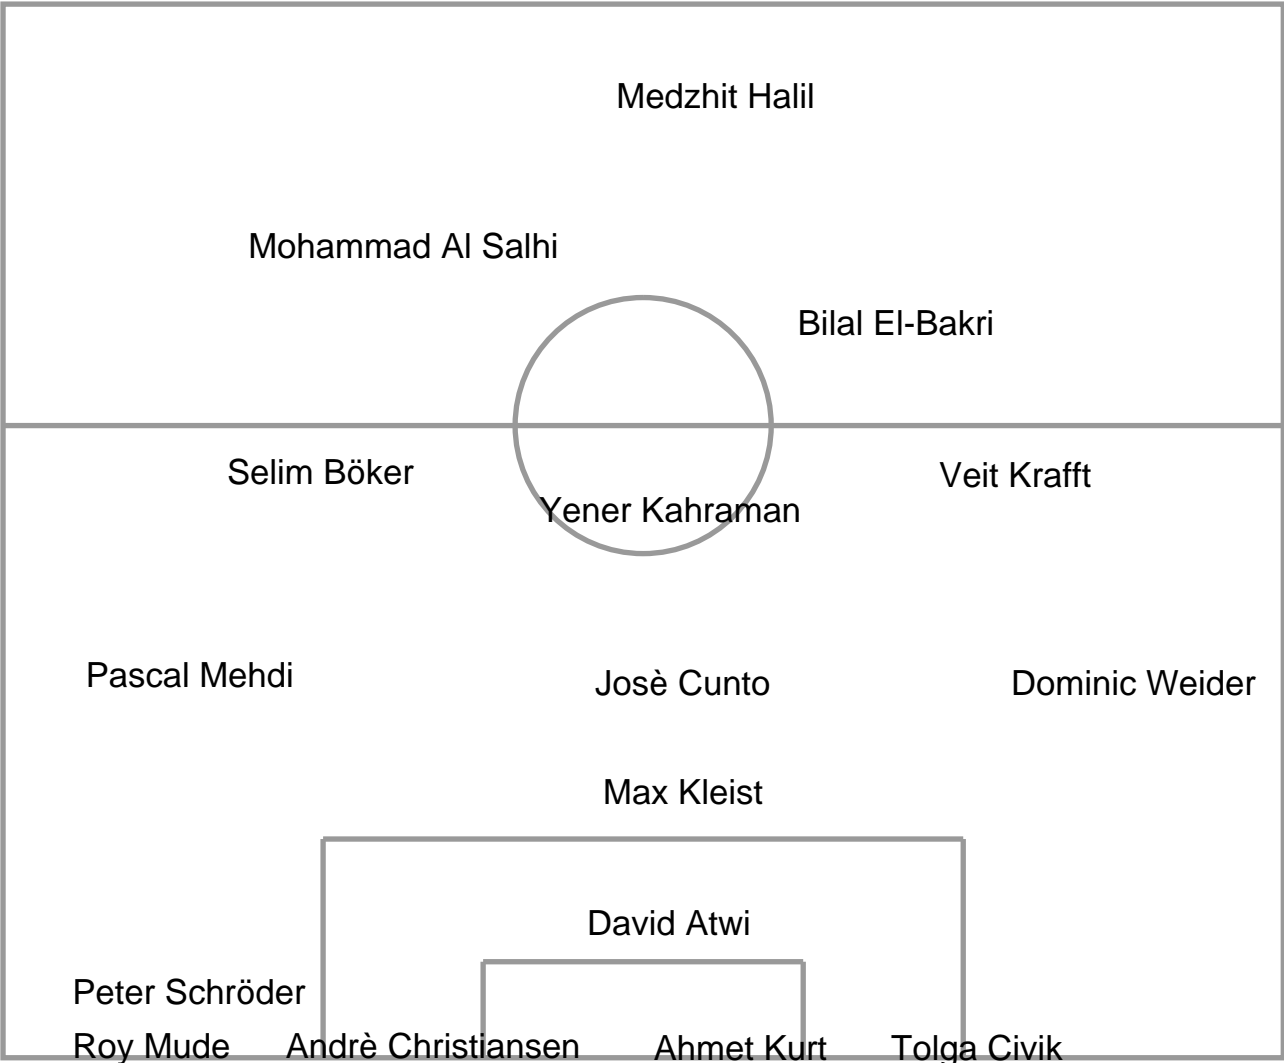 Medzhit Halil
Mohammad Al Salhi
Bilal El-Bakri
Selim Böker
Veit Krafft
Yener Kahraman
Pascal Mehdi
Josè Cunto
Dominic Weider
Max Kleist
David Atwi
Peter Schröder
Roy Mude
Andrè Christiansen
Ahmet Kurt
Tolga Civik